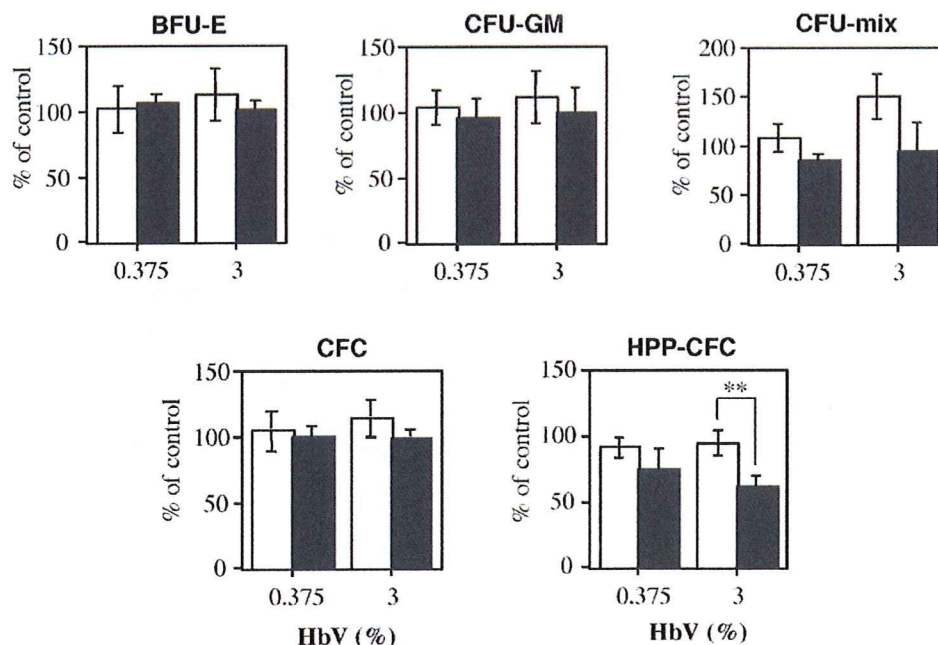 BFU-E
CFU-GM
CFU-mix
150
100
50
0
% of control
0.375 3
150
100
50
0
% of control
0.375 3
200
150
100
50
0
% of control
0.375 3
CFC
HPP-CFC
150
100
50
0
% of control
0.375 3
HbV (%)
150
100
50
0
% of control
**
0.375 3
HbV (%)